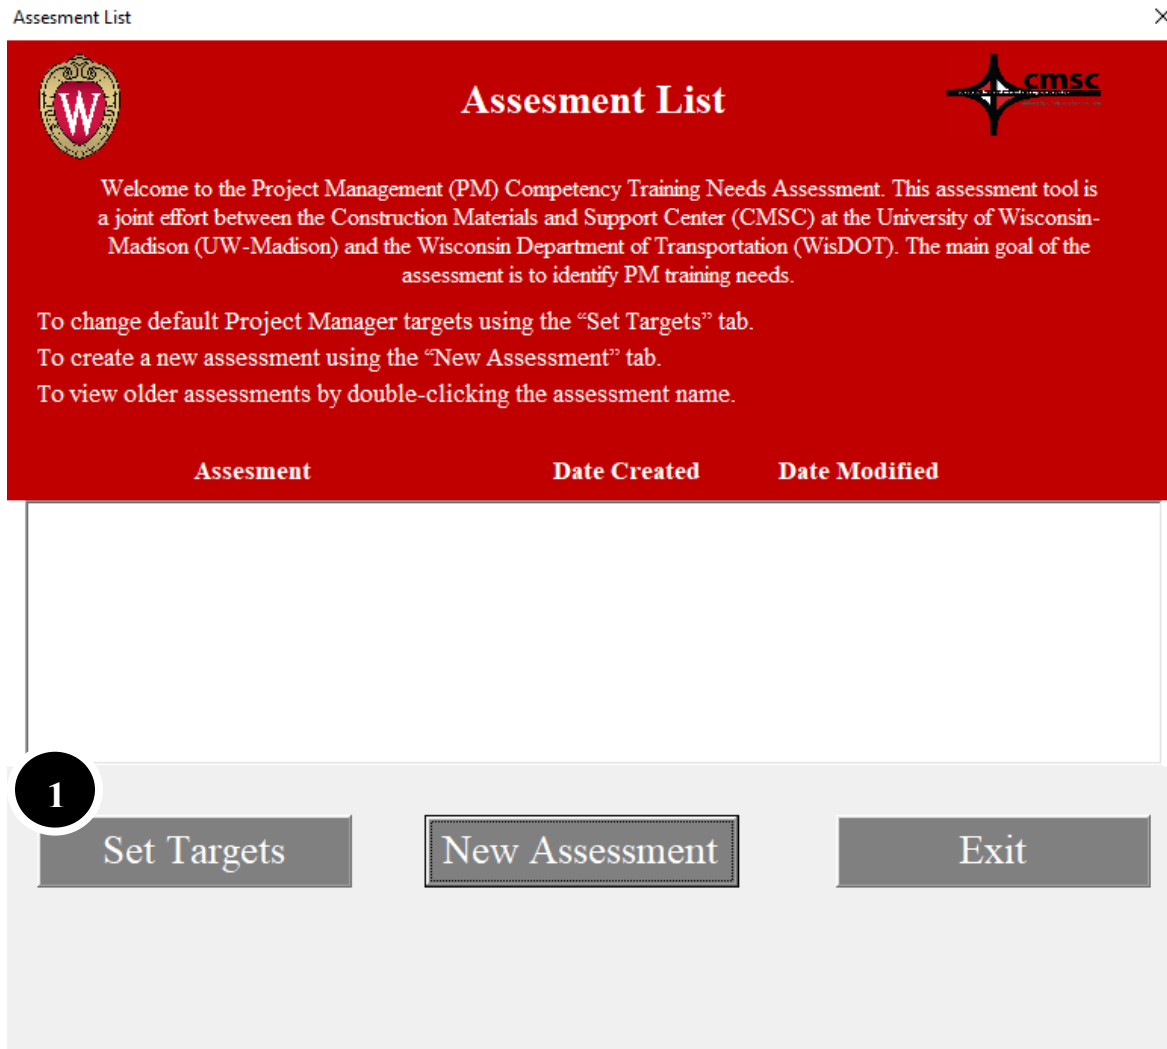 Assesment List
W
Assesment List
cmsc
Welcome to the Project Management (PM) Competency Training Needs Assessment. This assessment tool is
a joint effort between the Construction Materials and Support Center (CMSC) at the University of Wisconsin-
Madison (UW-Madison) and the Wisconsin Department of Transportation (WisDOT). The main goal of the
assessment is to identify PM training needs.
To change default Project Manager targets using the “Set Targets” tab.
To create a new assessment using the “New Assessment” tab.
To view older assessments by double-clicking the assessment name.
Assesment Date Created Date Modified
1
Set Targets New Assessment Exit